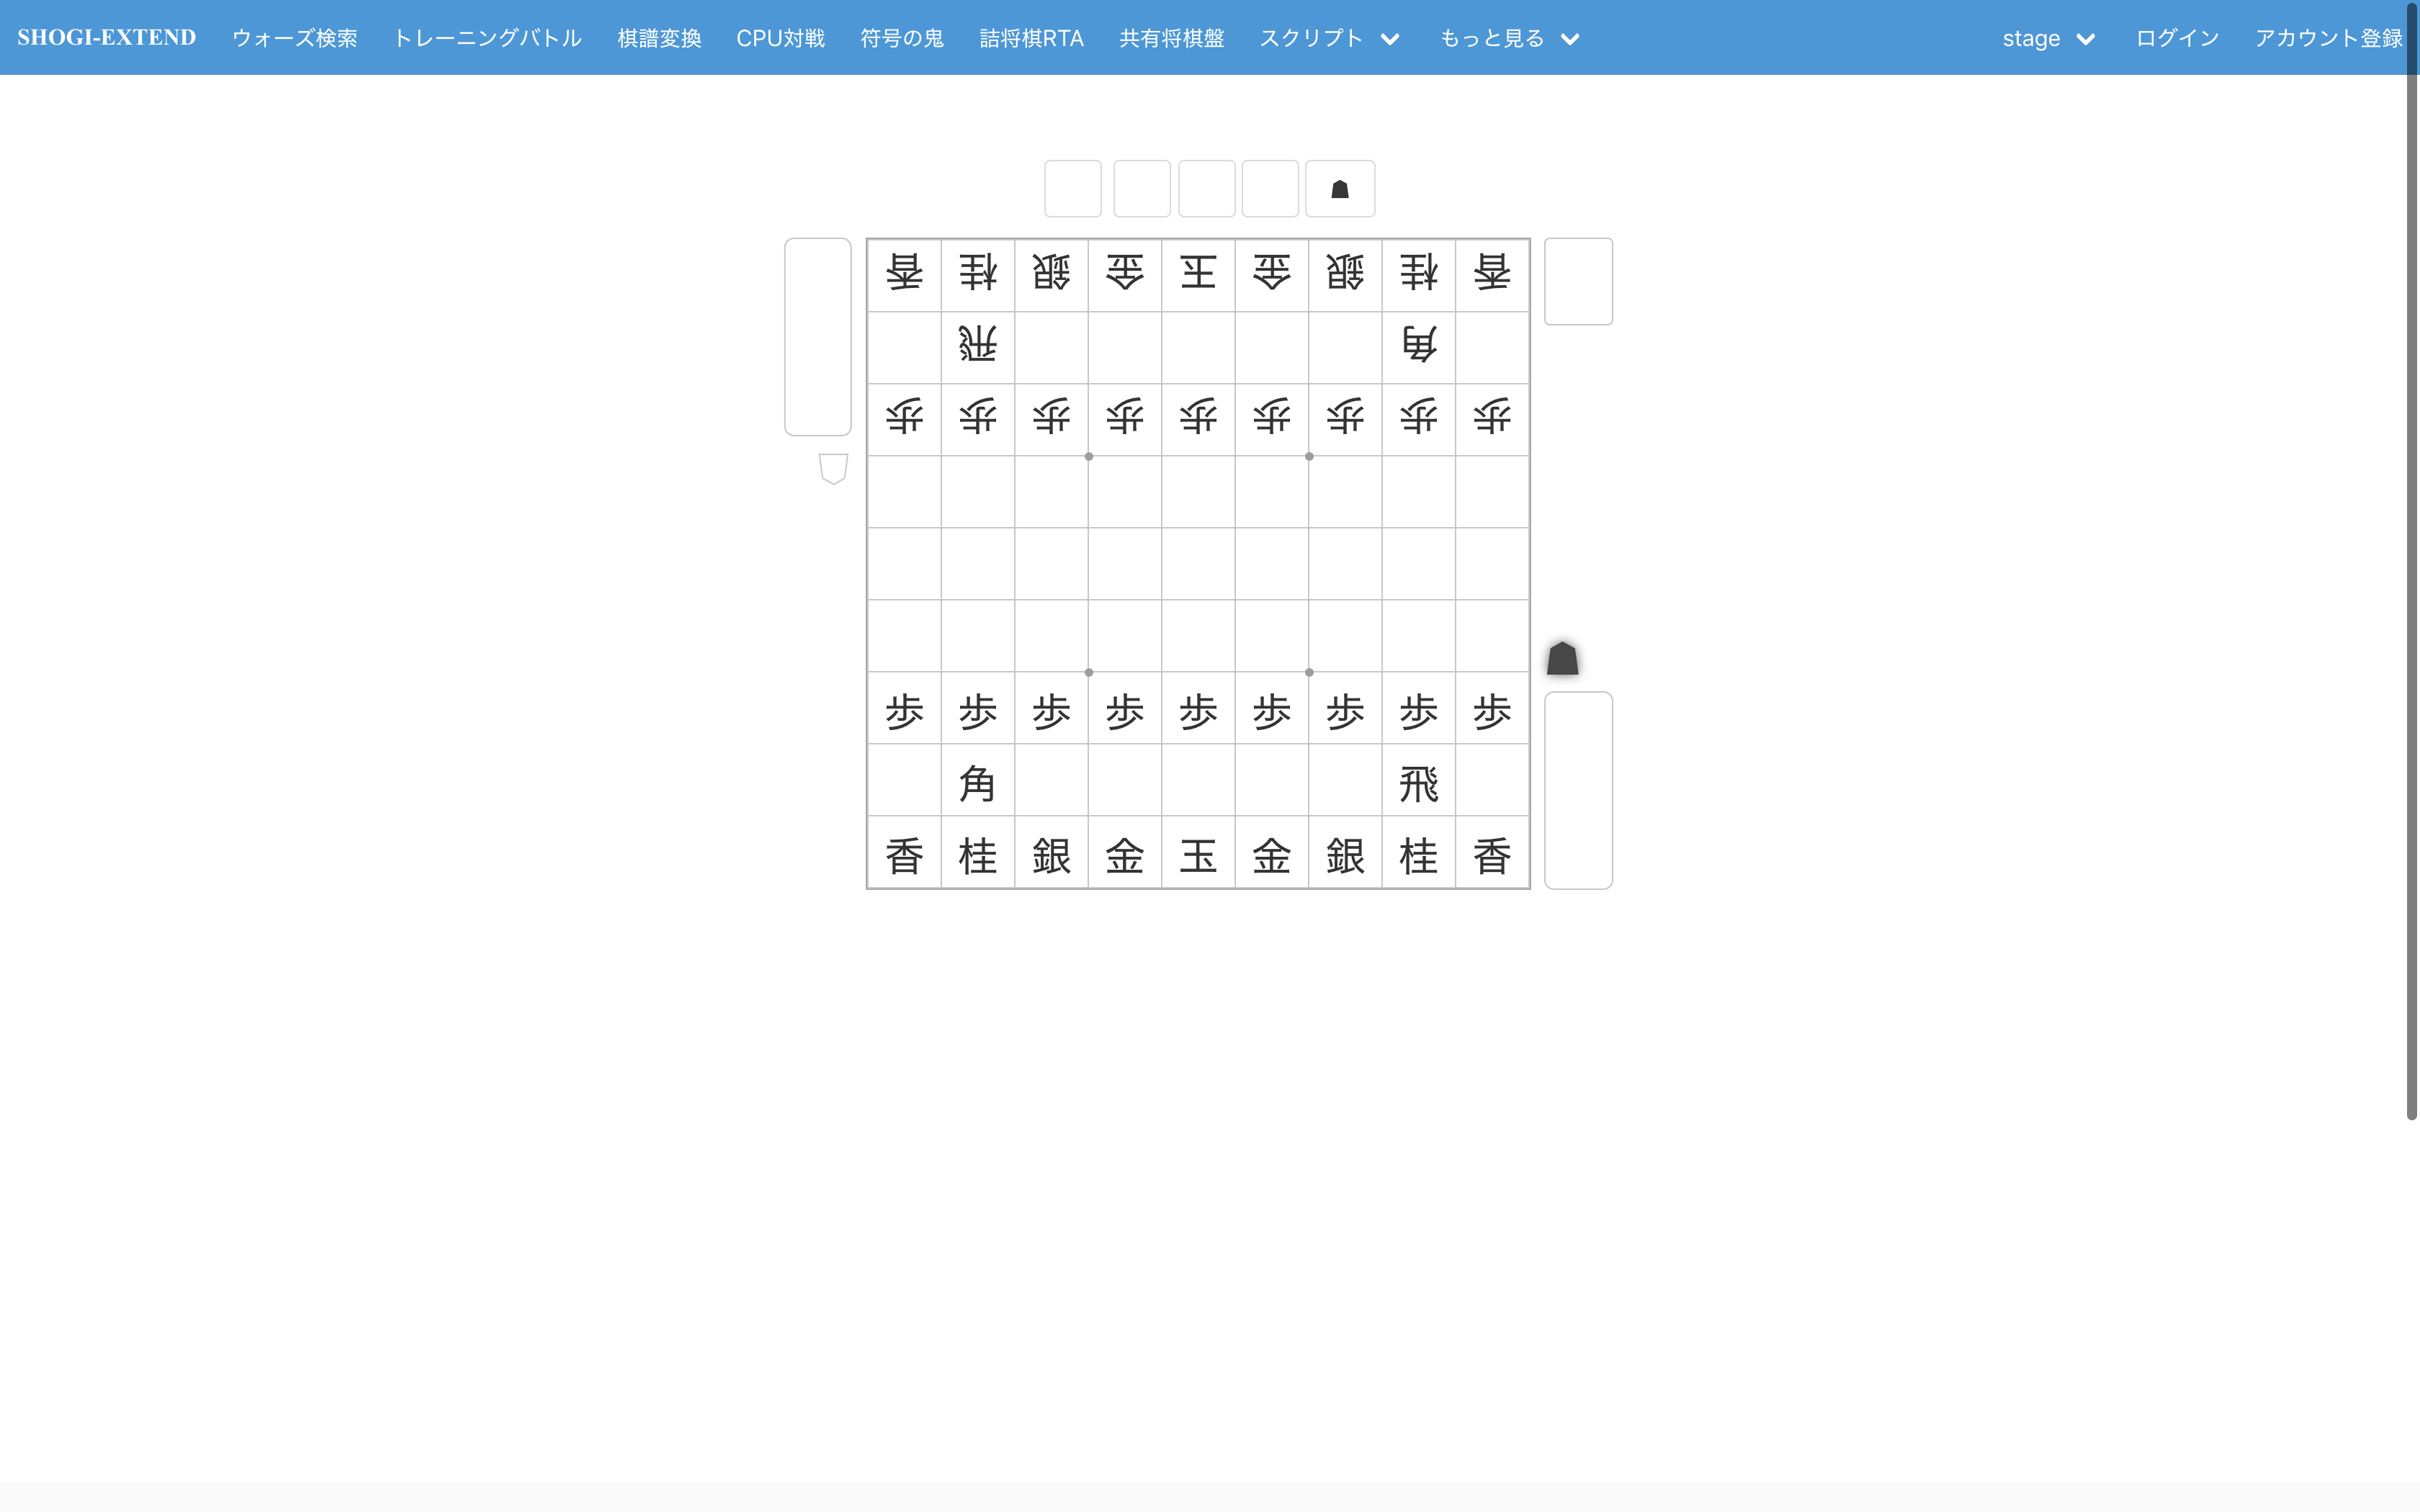 SHOGI-EXTEND ウォーズ検索 トレーニングバトル 棋譜変換 CPU対戦 符号の鬼 詰将棋RTA 共有将棋盤 スクリプト もっと見る stage ログイン アカウント登録
香 桂 銀 金 王 金 銀 桂 香
飛 角
歩 歩 歩 歩 歩 歩 歩 歩 歩
歩 歩 歩 歩 歩 歩 歩 歩 歩
角 飛
香 桂 銀 金 玉 金 銀 桂 香